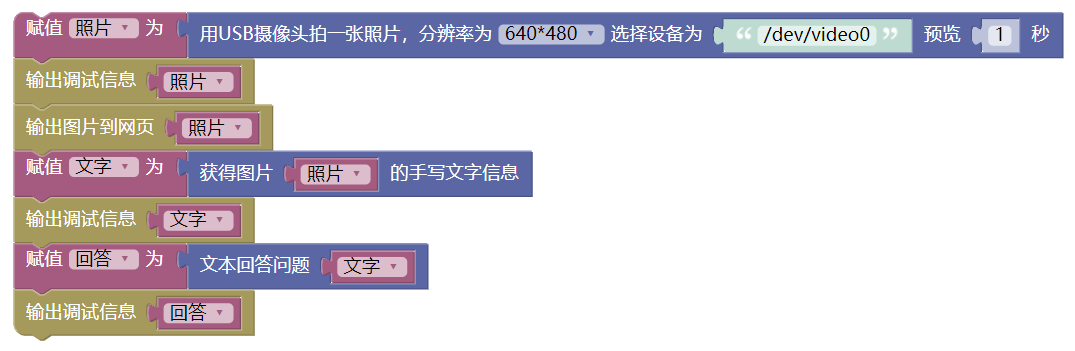 赋值 照片 为 用USB摄像头拍一张照片，分辨率为 640*480 选择设备为 “ /dev/video0 ” 预览 1 秒
输出调试信息 照片
输出图片到网页 照片
赋值 文字 为 获得图片 照片 的手写文字信息
输出调试信息 文字
赋值 回答 为 文本回答问题 文字
输出调试信息 回答